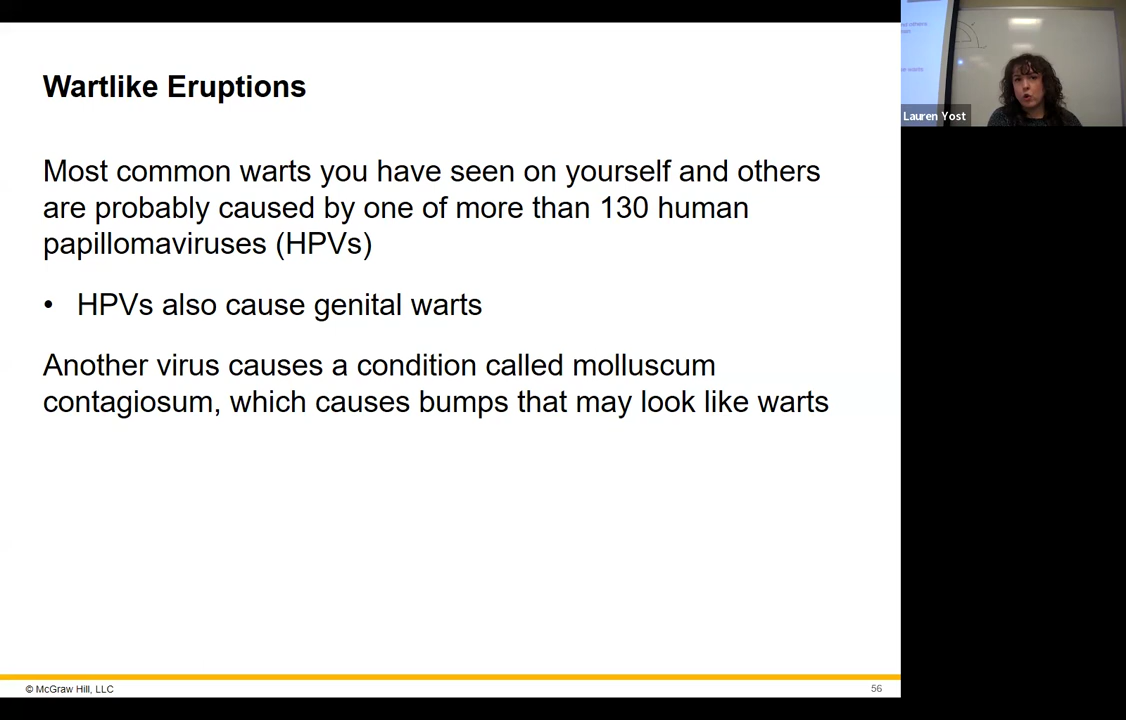 Wartlike Eruptions
Most common warts you have seen on yourself and others
are probably caused by one of more than 130 human
papillomaviruses (HPVs)
• HPVs also cause genital warts
Another virus causes a condition called molluscum
contagiosum, which causes bumps that may look like warts
© McGraw Hill, LLC
56
Lauren Yost